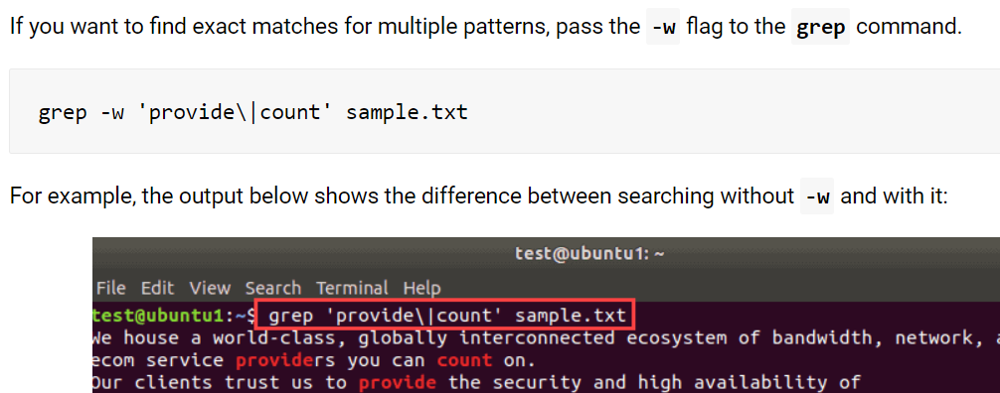 If you want to find exact matches for multiple patterns, pass the -w flag to the grep command.
grep -w 'provide\|count' sample.txt
For example, the output below shows the difference between searching without -w and with it:
test@ubuntu1: ~
File Edit View Search Terminal Help
test@ubuntu1:~$ grep 'provide\|count' sample.txt
We house a world-class, globally interconnected ecosystem of bandwidth, network,
ecom service providers you can count on.
Our clients trust us to provide the security and high availability of